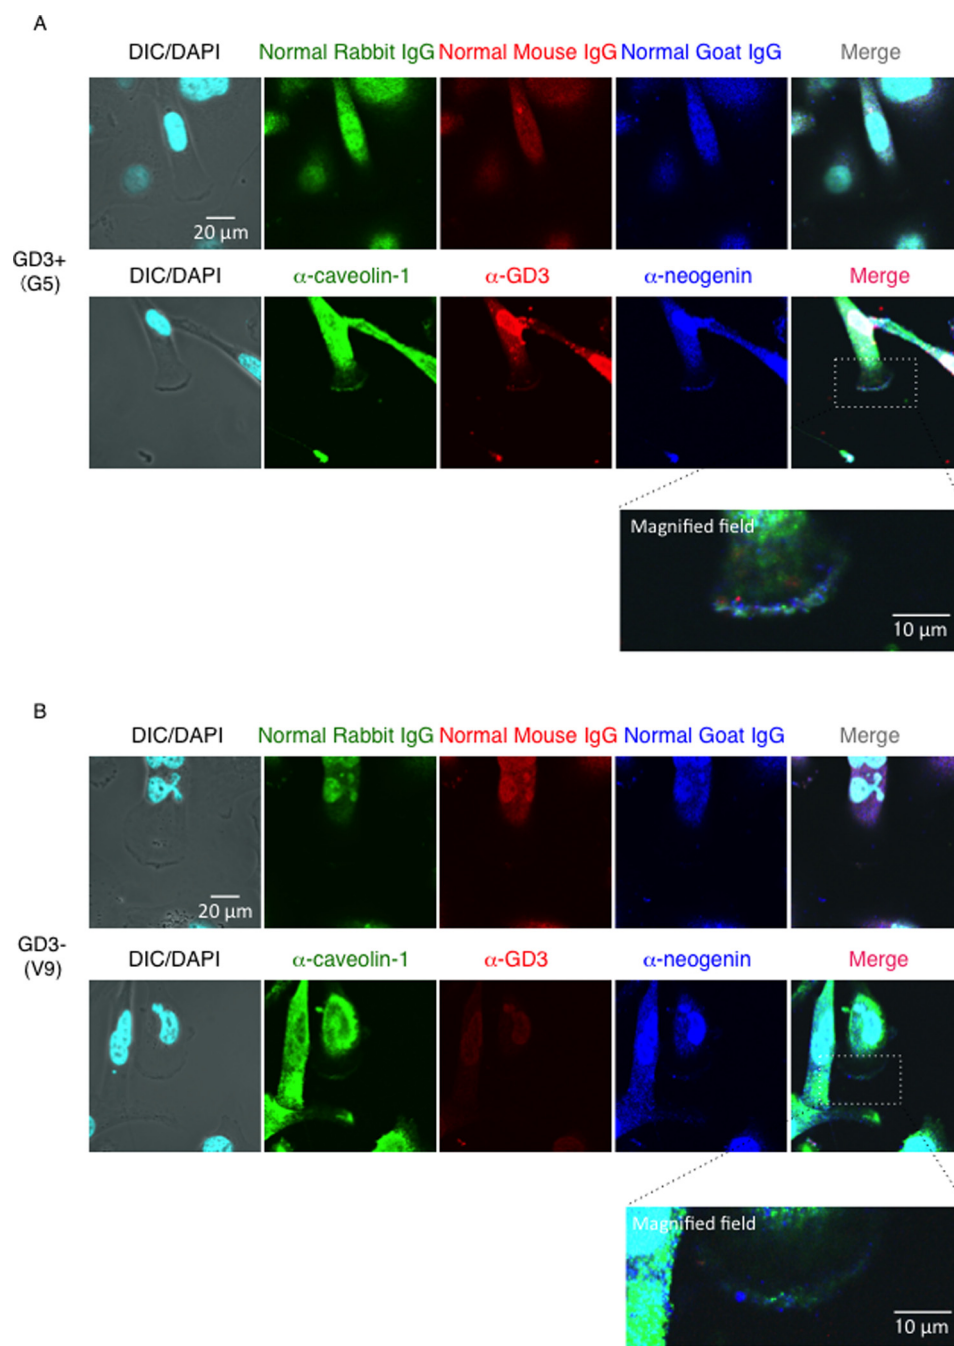 A
DIC/DAPI Normal Rabbit IgG Normal Mouse IgG Normal Goat IgG Merge
20 μm
GD3+
(G5)
DIC/DAPI α-caveolin-1 α-GD3 α-neogenin Merge
Magnified field
10 μm
B
DIC/DAPI Normal Rabbit IgG Normal Mouse IgG Normal Goat IgG Merge
20 μm
GD3-
(V9)
DIC/DAPI α-caveolin-1 α-GD3 α-neogenin Merge
Magnified field
10 μm